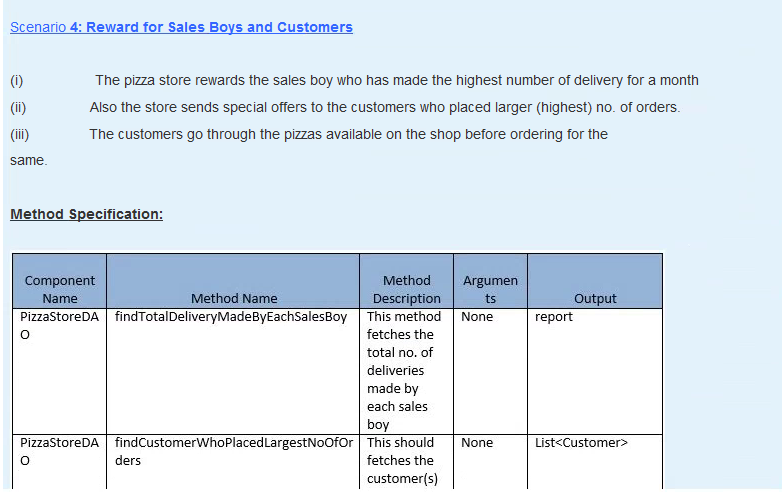 Scenario 4: Reward for Sales Boys and Customers
(i) The pizza store rewards the sales boy who has made the highest number of delivery for a month
(ii) Also the store sends special offers to the customers who placed larger (highest) no. of orders.
(iii) The customers go through the pizzas available on the shop before ordering for the
same.
Method Specification:
Component
Name
Method Name
Method
Description
Argumen
ts
Output
PizzaStoreDA
O
findTotalDeliveryMadeByEachSalesBoy
This method
fetches the
total no. of
deliveries
made by
each sales
boy
None
report
PizzaStoreDA
O
findCustomerWhoPlacedLargestNoOfOr
ders
This should
fetches the
customer(s)
None
List<Customer>